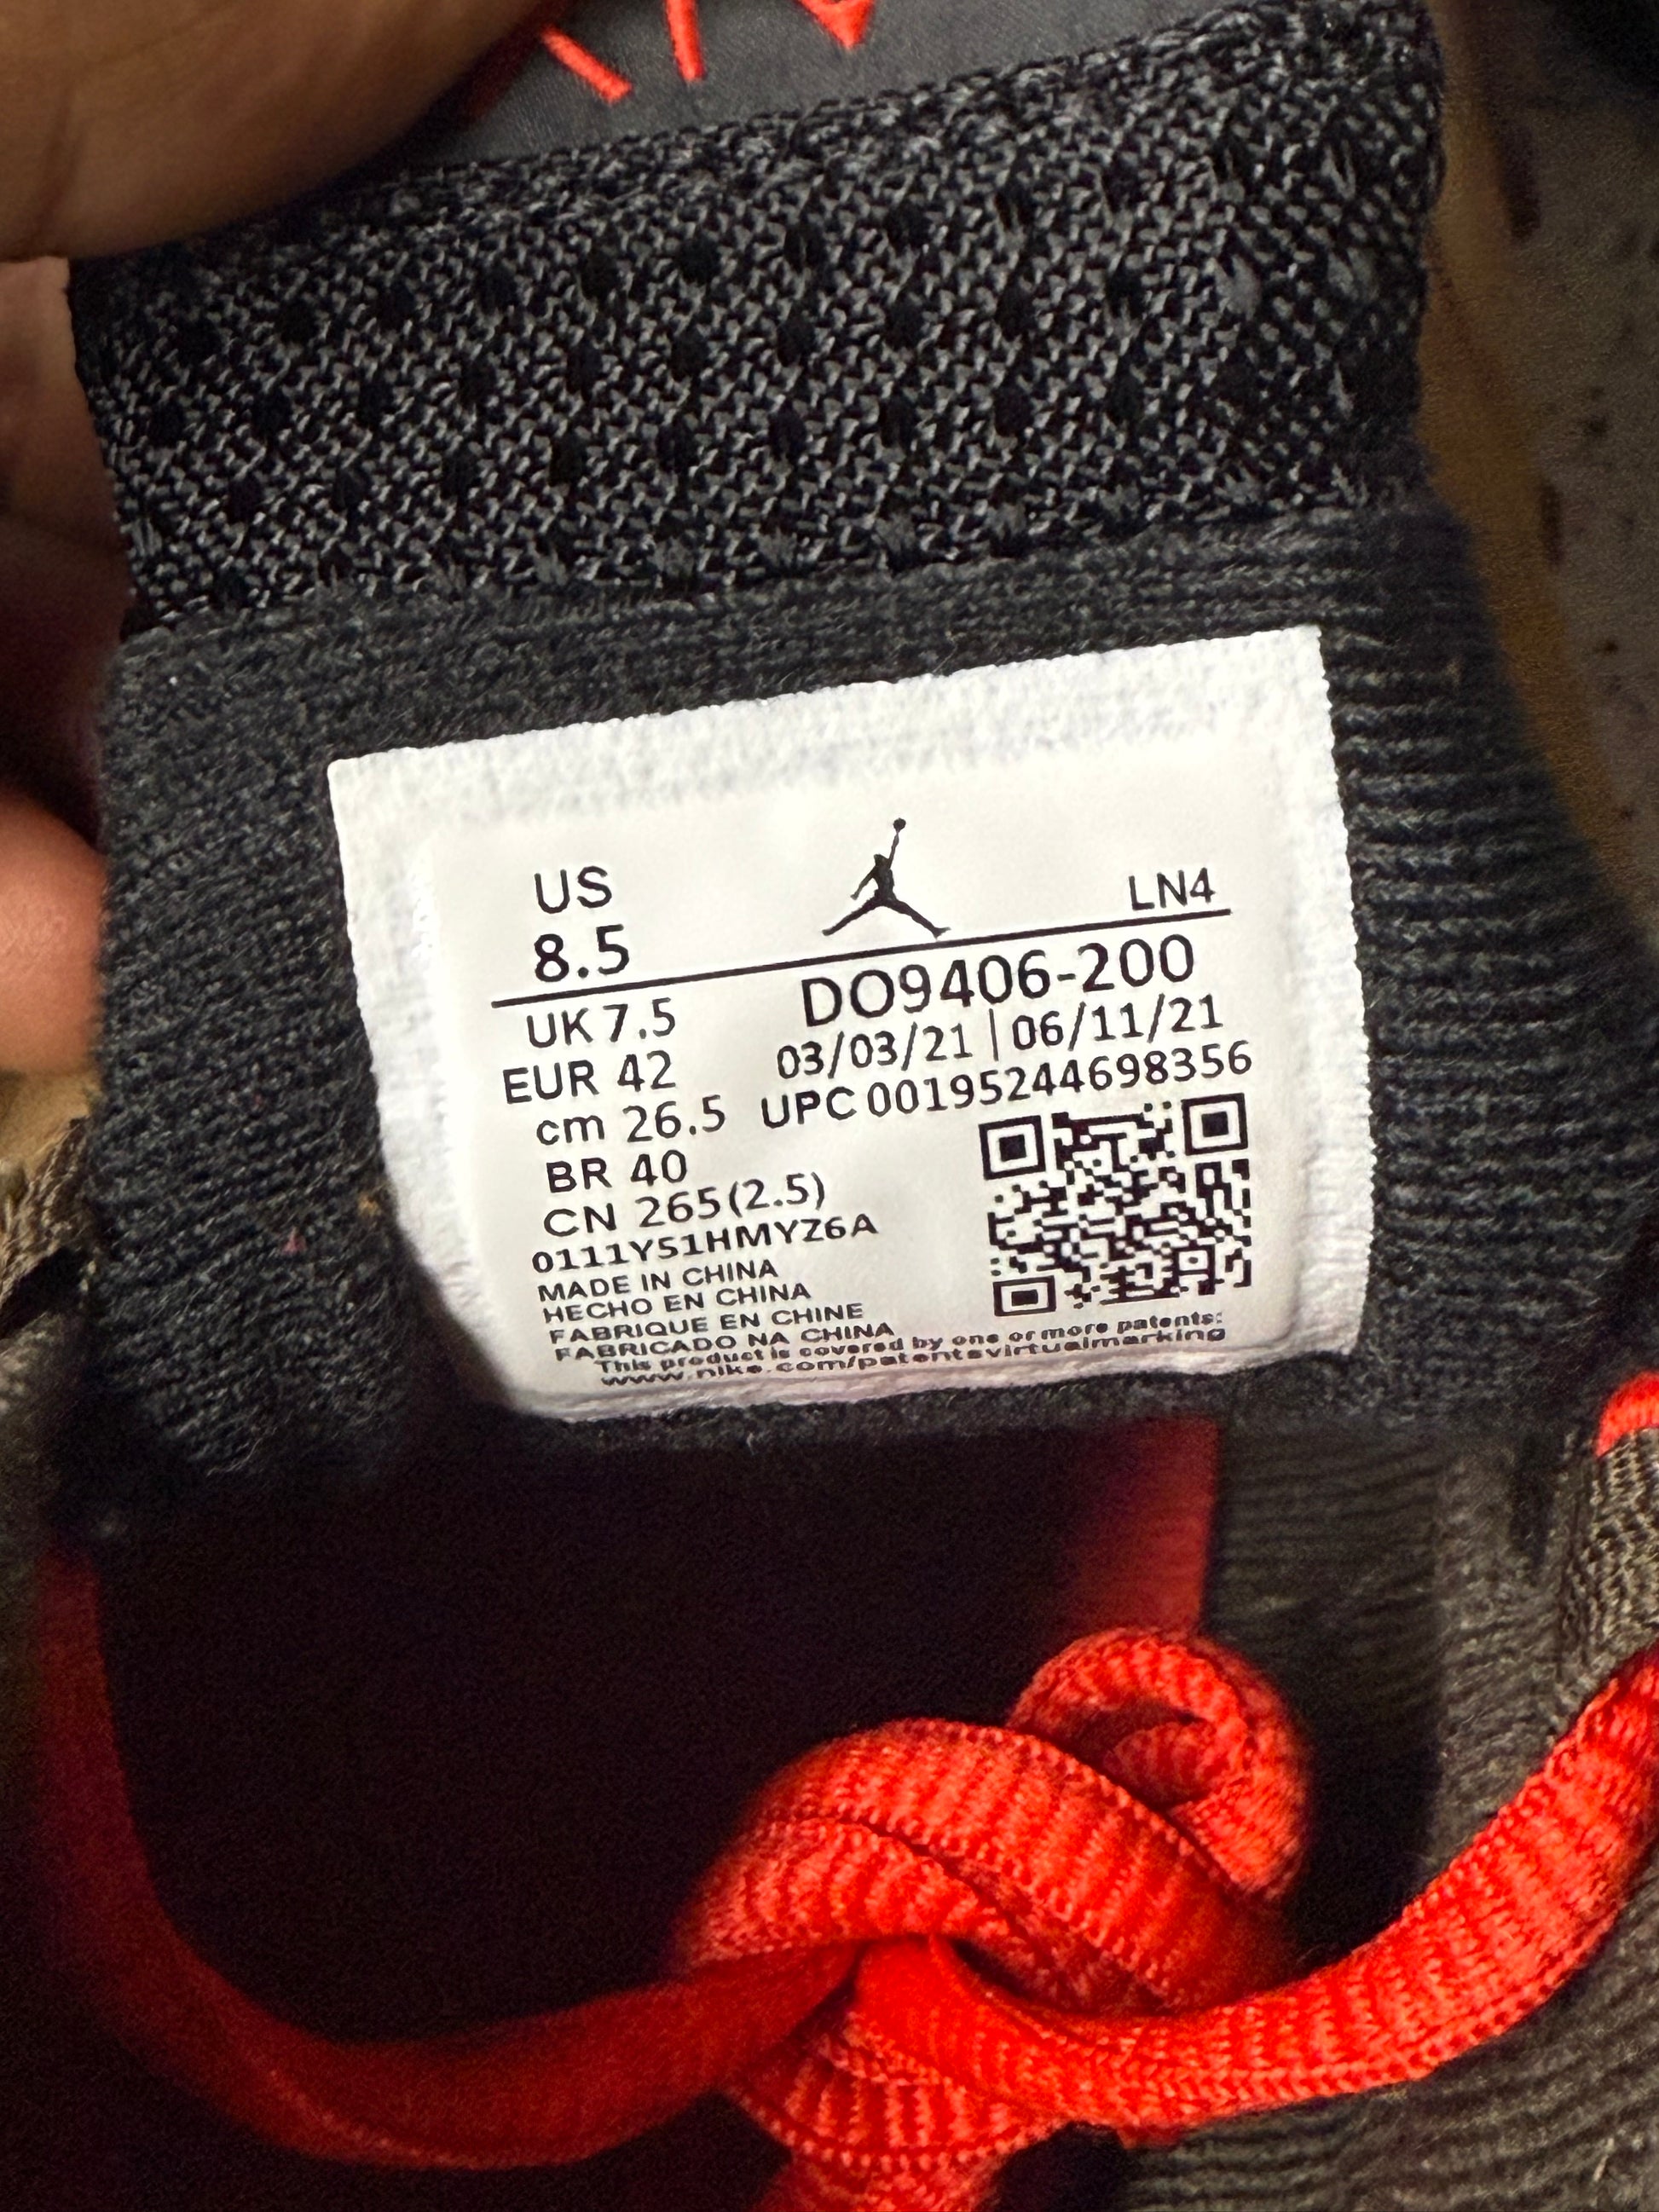 US
LN4
8.5
DO9406-200
UK 7.5
03/03/21 | 06/11/21
EUR 42
UPC 00195244698356
cm 26.5
BR 40
CN 265(2.5)
0111Y51HMYZ6A
MADE IN CHINA
HECHO EN CHINA
FABRIQUE EN CHINE
FABRICADO NA CHINA
This product is covered by one or more patents:
www.nike.com/patentsvirtualmarking